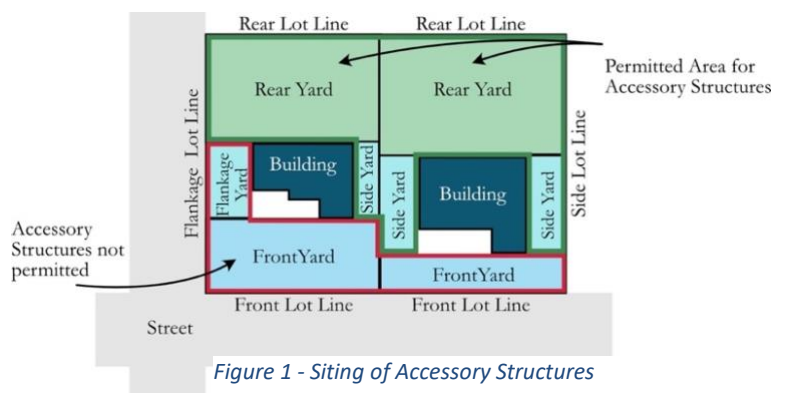 Rear Lot Line
Rear Lot Line
Permitted Area for
Accessory Structures
Rear Yard
Rear Yard
Flankage Lot Line
Side Lot Line
Flankage
Yard
Building
Side Yard
Side Yard
Building
Side Yard
Accessory
Structures not
permitted
FrontYard
FrontYard
Front Lot Line
Front Lot Line
Street
Figure 1 - Siting of Accessory Structures